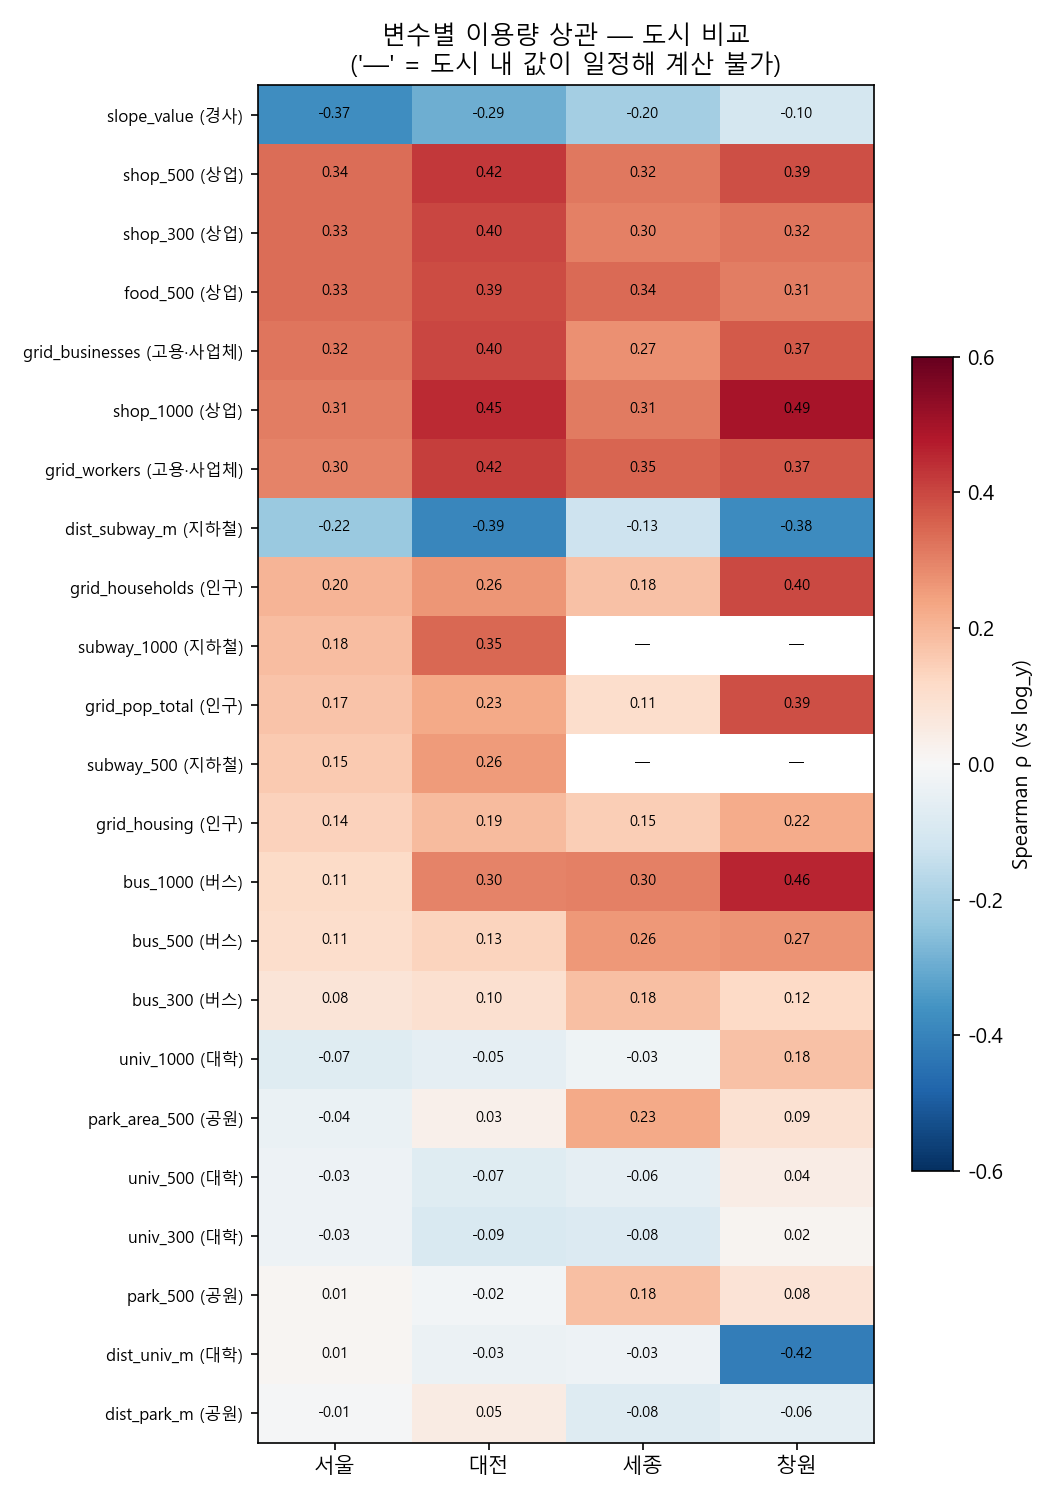 변수별 이용량 상관 — 도시 비교
('—' = 도시 내 값이 일정해 계산 불가)
slope_value (경사) -0.37 -0.29 -0.20 -0.10
shop_500 (상업) 0.34 0.42 0.32 0.39
shop_300 (상업) 0.33 0.40 0.30 0.32
food_500 (상업) 0.33 0.39 0.34 0.31
grid_businesses (고용·사업체) 0.32 0.40 0.27 0.37
shop_1000 (상업) 0.31 0.45 0.31 0.49
grid_workers (고용·사업체) 0.30 0.42 0.35 0.37
dist_subway_m (지하철) -0.22 -0.39 -0.13 -0.38
grid_households (인구) 0.20 0.26 0.18 0.40
subway_1000 (지하철) 0.18 0.35 — —
grid_pop_total (인구) 0.17 0.23 0.11 0.39
subway_500 (지하철) 0.15 0.26 — —
grid_housing (인구) 0.14 0.19 0.15 0.22
bus_1000 (버스) 0.11 0.30 0.30 0.46
bus_500 (버스) 0.11 0.13 0.26 0.27
bus_300 (버스) 0.08 0.10 0.18 0.12
univ_1000 (대학) -0.07 -0.05 -0.03 0.18
park_area_500 (공원) -0.04 0.03 0.23 0.09
univ_500 (대학) -0.03 -0.07 -0.06 0.04
univ_300 (대학) -0.03 -0.09 -0.08 0.02
park_500 (공원) 0.01 -0.02 0.18 0.08
dist_univ_m (대학) 0.01 -0.03 -0.03 -0.42
dist_park_m (공원) -0.01 0.05 -0.08 -0.06
서울 대전 세종 창원
0.6
0.4
0.2
0.0
-0.2
-0.4
-0.6
Spearman ρ (vs log_y)